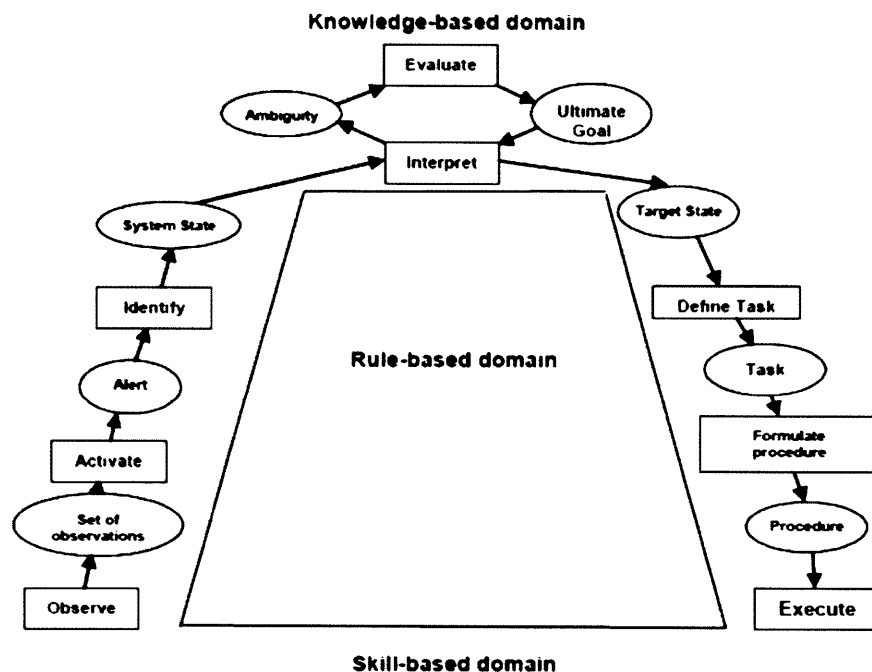 Knowledge-based domain
Evaluate
Ambiguity
Ultimate
Goal
Interpret
System State
Target State
Identify
Define Task
Rule-based domain
Alert
Task
Activate
Formulate
procedure
Set of
observations
Procedure
Observe
Execute
Skill-based domain